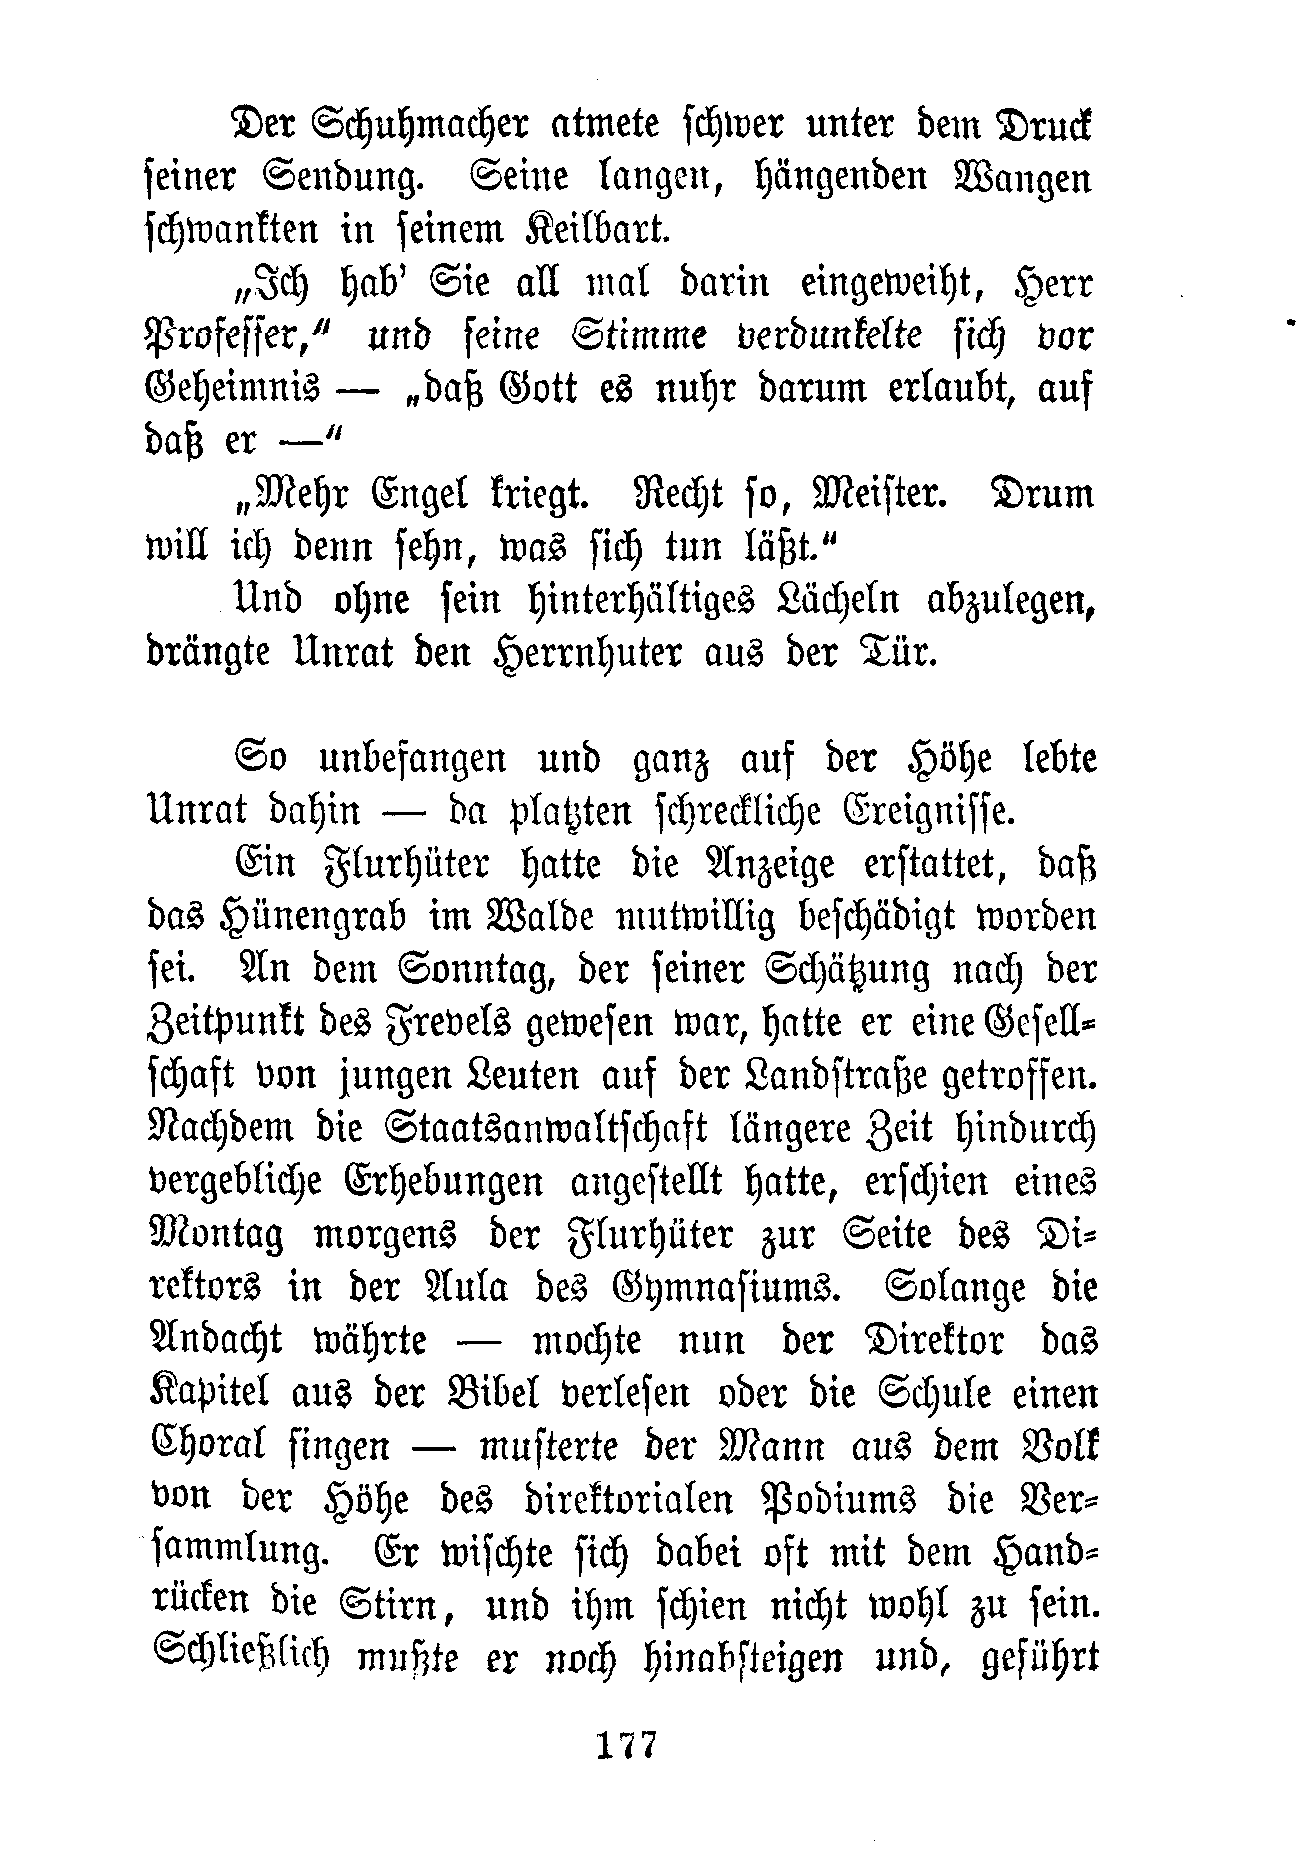 Der Schuhmacher atmete schwer unter dem Druck
seiner Sendung. Seine langen, hängenden Wangen
schwankten in seinem Keilbart.
„Ich hab' Sie all mal darin eingeweiht, Herr
Professer,“ und seine Stimme verdunkelte sich vor
Geheimnis — „daß Gott es nuhr darum erlaubt, auf
daß er —“
„Mehr Engel kriegt. Recht so, Meister. Drum
will ich denn sehn, was sich tun läßt.“
Und ohne sein hinterhältiges Lächeln abzulegen,
drängte Unrat den Herrnhuter aus der Tür.
So unbefangen und ganz auf der Höhe lebte
Unrat dahin — da platzten schreckliche Ereignisse.
Ein Flurhüter hatte die Anzeige erstattet, daß
das Hünengrab im Walde mutwillig beschädigt worden
sei. An dem Sonntag, der seiner Schätzung nach der
Zeitpunkt des Frevels gewesen war, hatte er eine Gesell-
schaft von jungen Leuten auf der Landstraße getroffen.
Nachdem die Staatsanwaltschaft längere Zeit hindurch
vergebliche Erhebungen angestellt hatte, erschien eines
Montag morgens der Flurhüter zur Seite des Di-
rektors in der Aula des Gymnasiums. Solange die
Andacht währte — mochte nun der Direktor das
Kapitel aus der Bibel verlesen oder die Schule einen
Choral singen — musterte der Mann aus dem Volk
von der Höhe des direktorialen Podiums die Ver-
sammlung. Er wischte sich dabei oft mit dem Hand-
rücken die Stirn, und ihm schien nicht wohl zu sein.
Schließlich mußte er noch hinabsteigen und, geführt
177